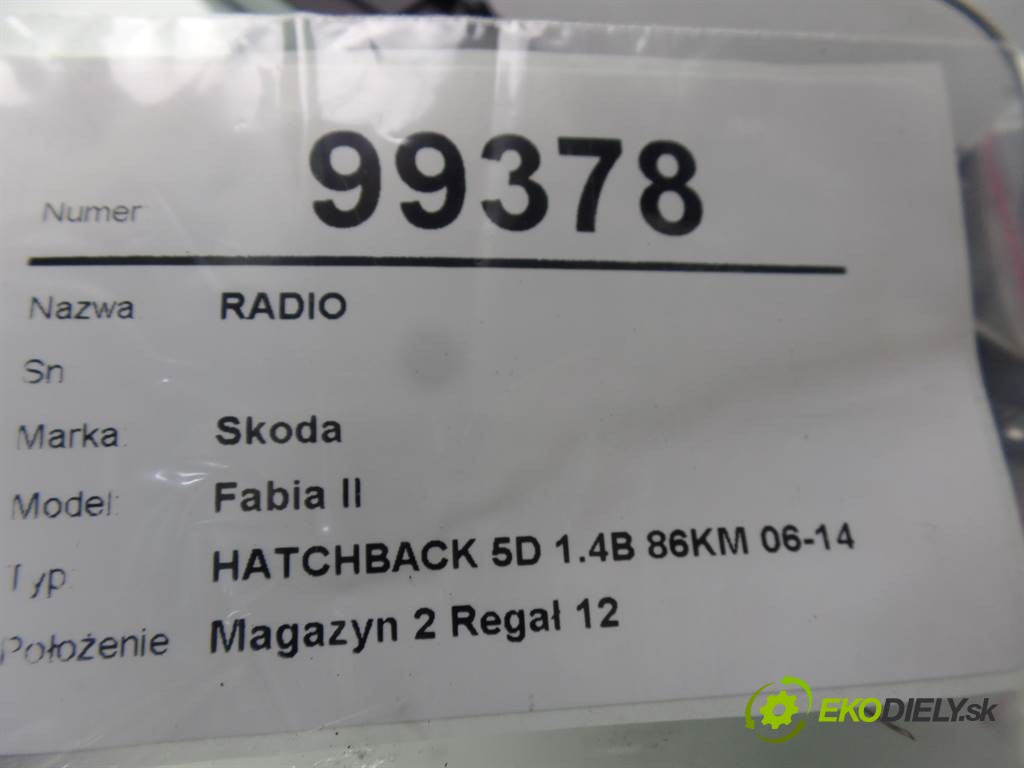 Numer 99378
Nazwa RADIO
Sn
Marka Skoda
Model: Fabia II
Typ: HATCHBACK 5D 1.4B 86KM 06-14
Położenie Magazyn 2 Regał 12
EKODIELY.sk